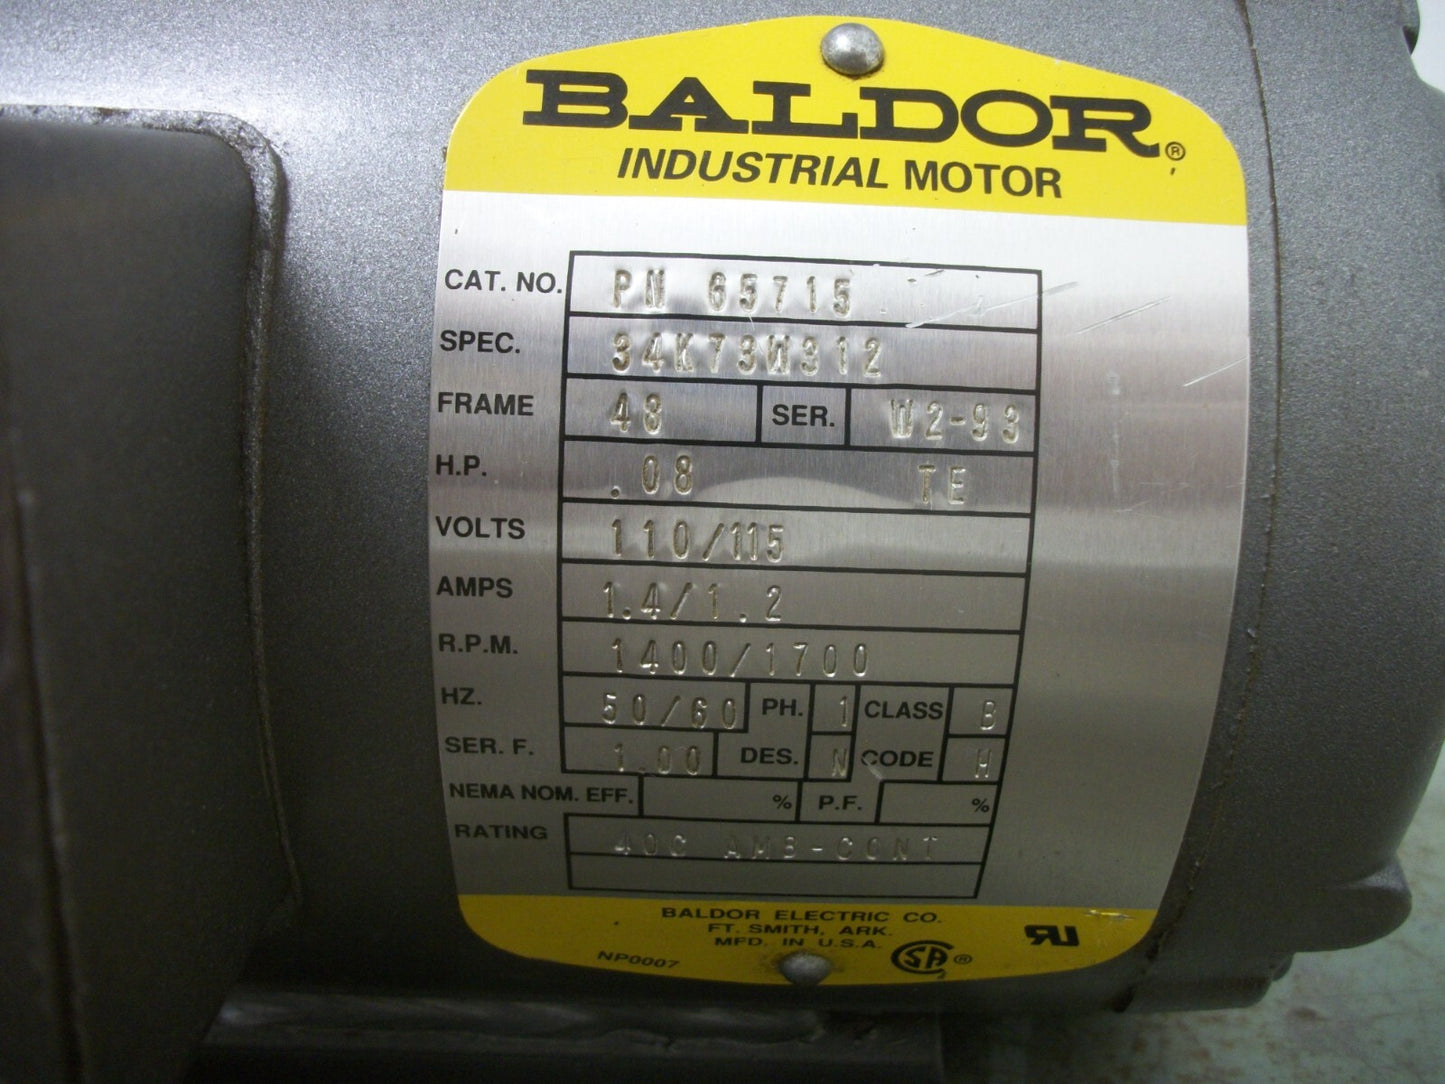 BALDOR®
INDUSTRIAL MOTOR
CAT. NO. PN 65715
SPEC. 34K73W312
FRAME 48 SER. W2-93
H.P. .08 TE
VOLTS 110/115
AMPS 1.4/1.2
R.P.M. 1400/1700
HZ. 50/60 PH. 1 CLASS B
SER. F. 1.00 DES. N CODE H
NEMA NOM. EFF. % P.F. %
RATING 40C AMB-CONT
BALDOR ELECTRIC CO.
FT. SMITH, ARK.
MFD. IN U.S.A.
NP0007 SA® RU